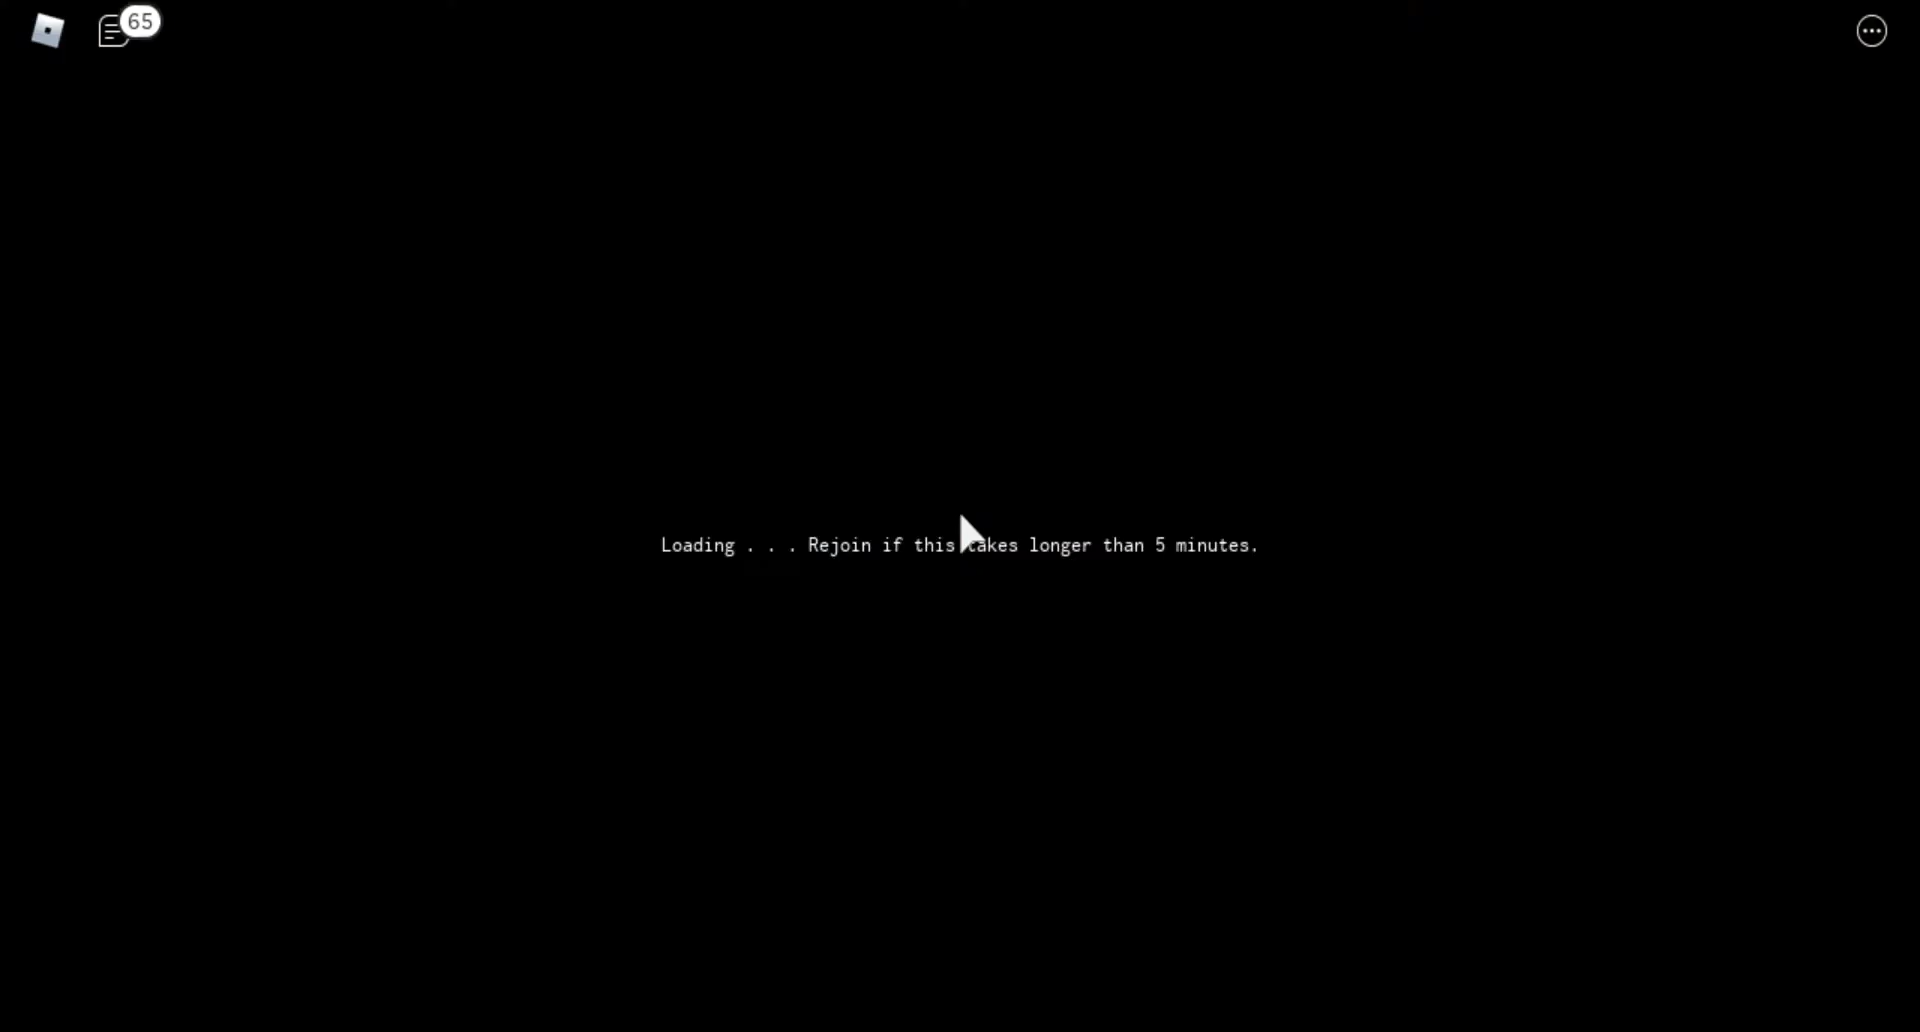 65
Loading . . . Rejoin if this takes longer than 5 minutes.